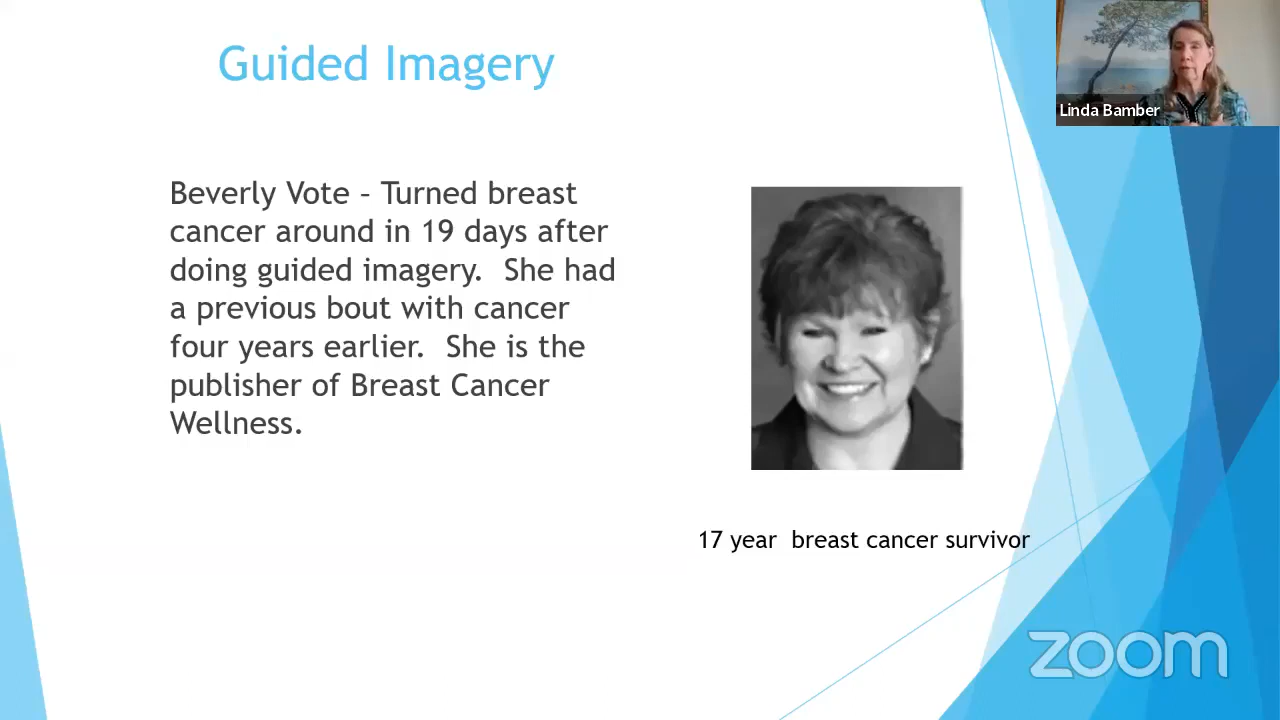 Guided Imagery
Linda Bamber
Beverly Vote – Turned breast
cancer around in 19 days after
doing guided imagery.  She had
a previous bout with cancer
four years earlier.  She is the
publisher of Breast Cancer
Wellness.
17 year  breast cancer survivor
zoom